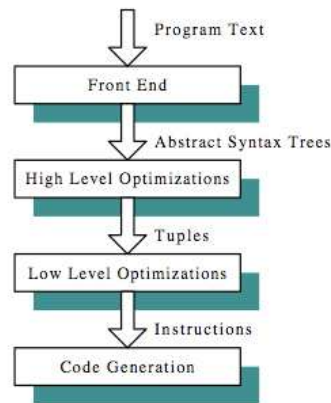 Program Text
Front End
Abstract Syntax Trees
High Level Optimizations
Tuples
Low Level Optimizations
Instructions
Code Generation